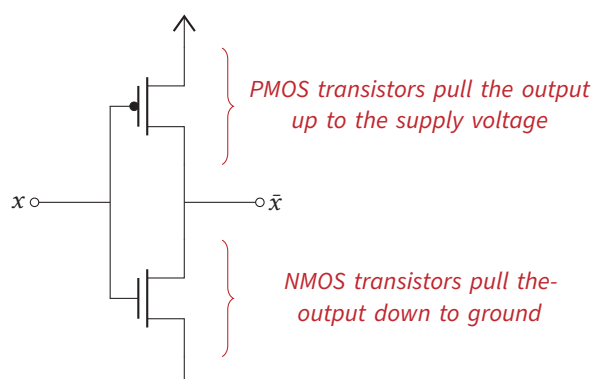 PMOS transistors pull the output
up to the supply voltage
x
x̄
NMOS transistors pull the-
output down to ground